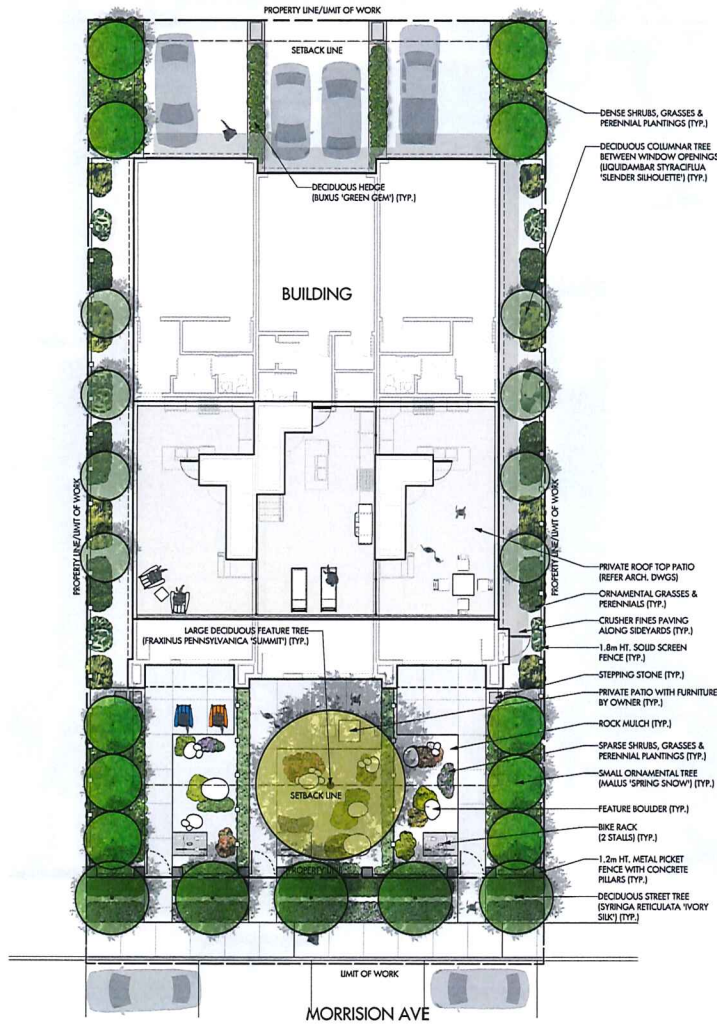 PROPERTY LINE/LIMIT OF WORK
SETBACK LINE
DENSE SHRUBS, GRASSES &
PERENNIAL PLANTINGS (TYP.)
DECIDUOUS COLUMNAR TREE
BETWEEN WINDOW OPENINGS
(LIQUIDAMBAR STYRACIFLUA
'SLENDER SILHOUETTE') (TYP.)
DECIDUOUS HEDGE
(BUXUS 'GREEN GEM') (TYP.)
BUILDING
PROPERTY LINE/LIMIT OF WORK
PROPERTY LINE/LIMIT OF WORK
PRIVATE ROOF TOP PATIO
(REFER ARCH. DWGS)
ORNAMENTAL GRASSES &
PERENNIALS (TYP.)
CRUSHER FINES PAVING
ALONG SIDEYARDS (TYP.)
LARGE DECIDUOUS FEATURE TREE
(FRAXINUS PENNSYLVANICA 'SUMMIT') (TYP.)
1.8m HT. SOLID SCREEN
FENCE (TYP.)
STEPPING STONE (TYP.)
PRIVATE PATIO WITH FURNITURE
BY OWNER (TYP.)
ROCK MULCH (TYP.)
SPARSE SHRUBS, GRASSES &
PERENNIAL PLANTINGS (TYP.)
SMALL ORNAMENTAL TREE
(MALUS 'SPRING SNOW') (TYP.)
SETBACK LINE
FEATURE BOULDER (TYP.)
BIKE RACK
(2 STALLS) (TYP.)
1.2m HT. METAL PICKET
FENCE WITH CONCRETE
PILLARS (TYP.)
PROPERTY LINE
DECIDUOUS STREET TREE
(SYRINGA RETICULATA 'IVORY
SILK') (TYP.)
LIMIT OF WORK
MORRISION AVE